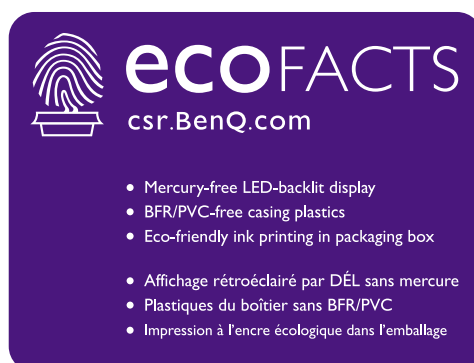 ecoFACTS
csr.BenQ.com
• Mercury-free LED-backlit display
• BFR/PVC-free casing plastics
• Eco-friendly ink printing in packaging box
• Affichage rétroéclairé par DÉL sans mercure
• Plastiques du boîtier sans BFR/PVC
• Impression à l'encre écologique dans l'emballage